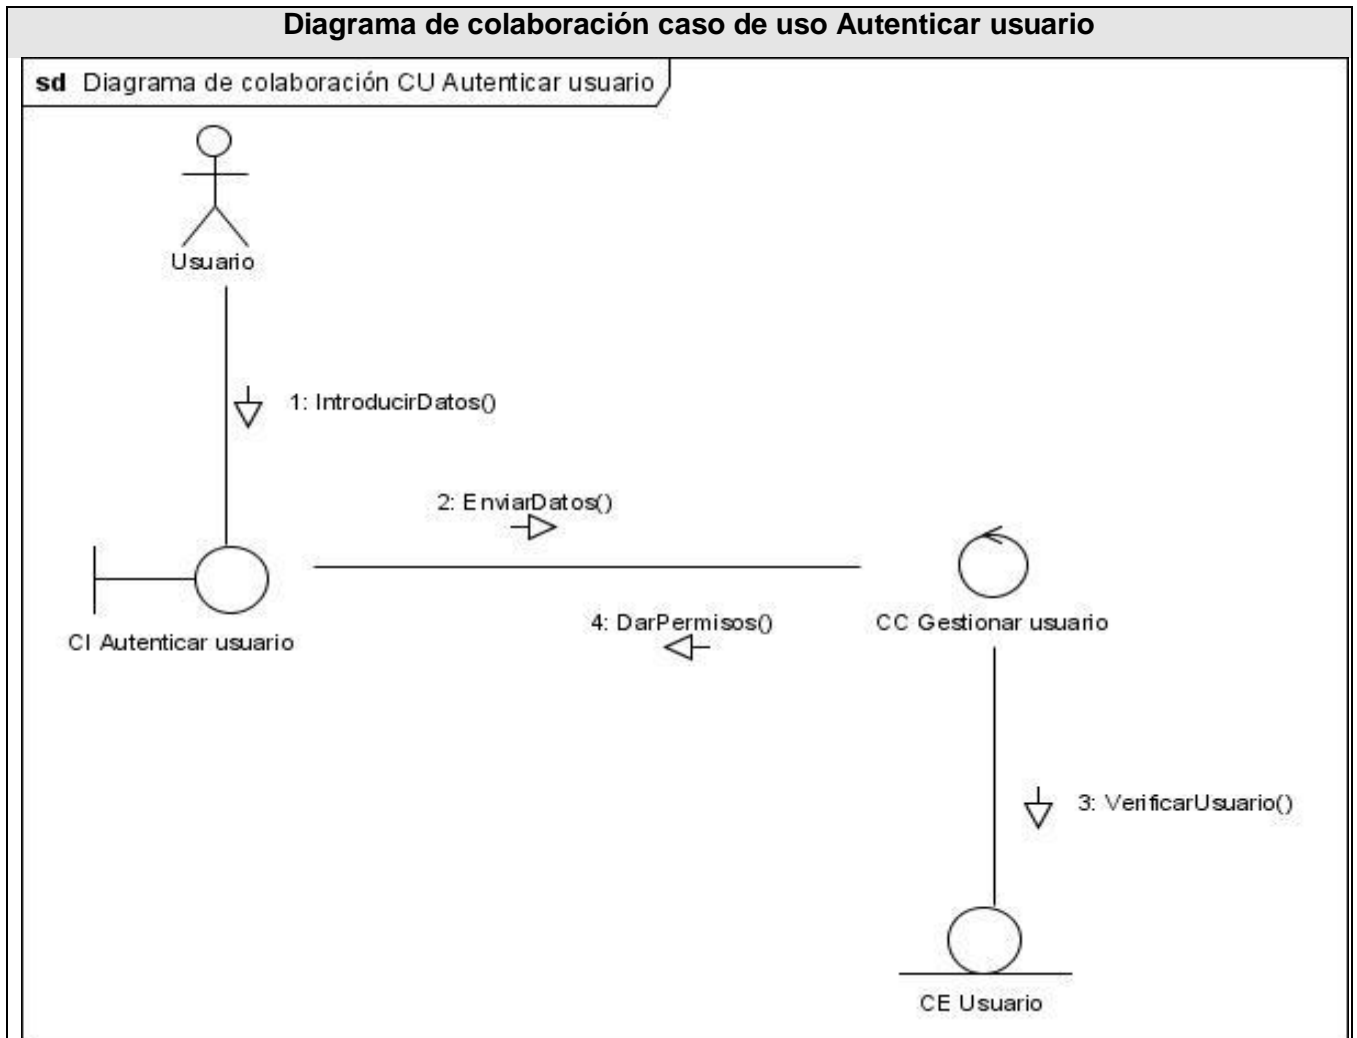 Diagrama de colaboración caso de uso Autenticar usuario
sd Diagrama de colaboración CU Autenticar usuario
Usuario
1: IntroducirDatos()
2: EnviarDatos()
4: DarPermisos()
CC Gestionar usuario
CI Autenticar usuario
3: VerificarUsuario()
CE Usuario